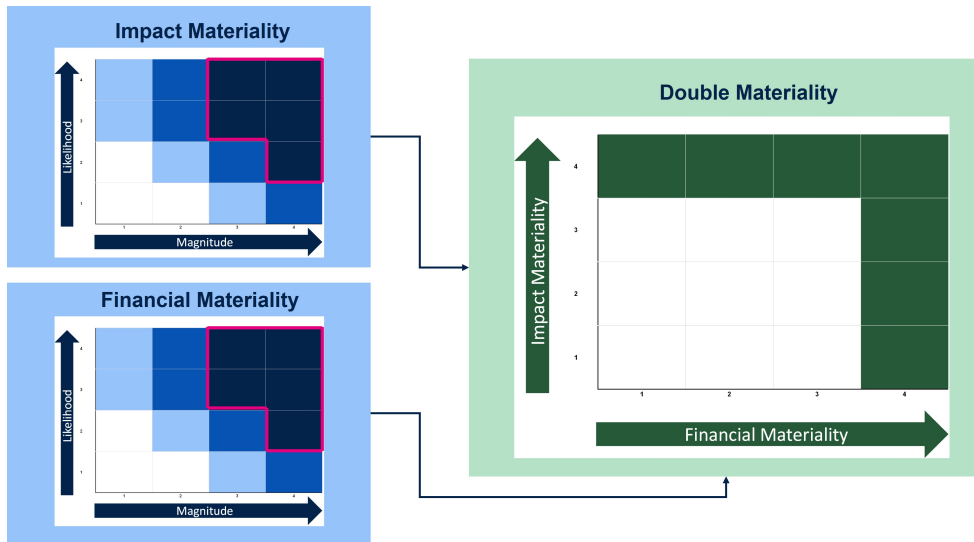 Impact Materiality
Likelihood
4
3
2
1
1 2 3 4
Magnitude
Financial Materiality
Likelihood
4
3
2
1
1 2 3 4
Magnitude
Double Materiality
Impact Materiality
4
3
2
1
1 2 3 4
Financial Materiality